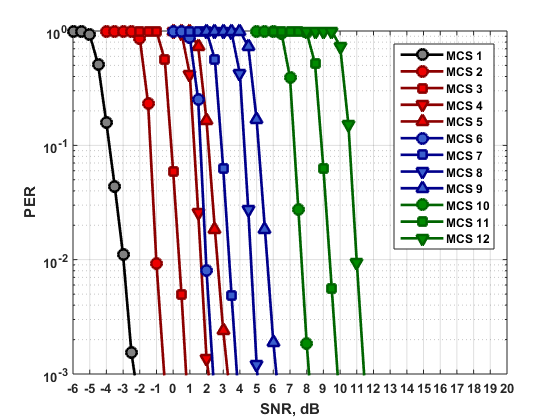 10^0
10^-1
10^-2
10^-3
PER
MCS 1
MCS 2
MCS 3
MCS 4
MCS 5
MCS 6
MCS 7
MCS 8
MCS 9
MCS 10
MCS 11
MCS 12
-6 -5 -4 -3 -2 -1 0 1 2 3 4 5 6 7 8 9 10 11 12 13 14 15 16 17 18 19 20
SNR, dB